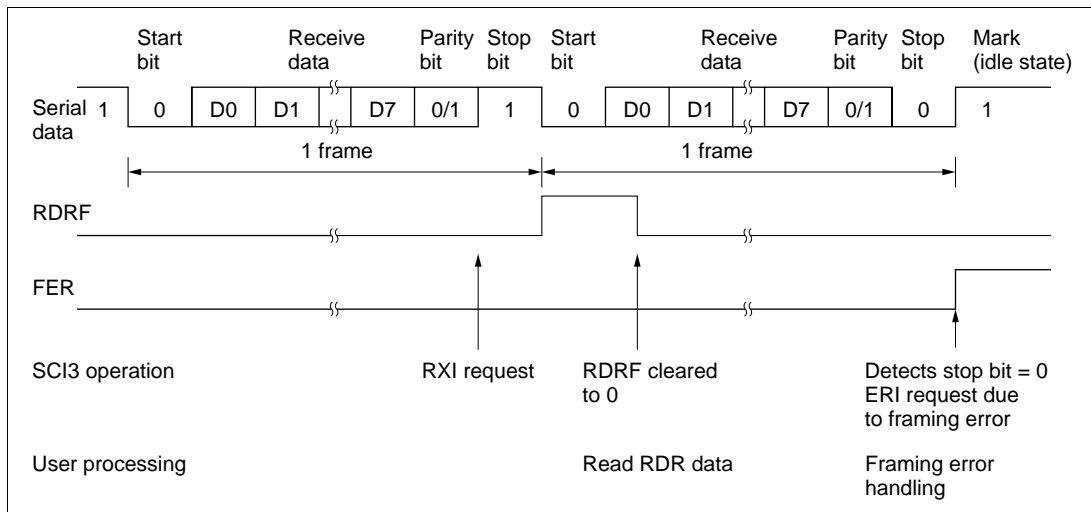 Start bit Receive data Parity bit Stop bit Start bit Receive data Parity bit Stop bit Mark (idle state)
Serial data 1 0 D0 D1 D7 0/1 1 0 D0 D1 D7 0/1 0 1
1 frame 1 frame
RDRF
FER
SCI3 operation RXI request RDRF cleared to 0 Detects stop bit = 0 ERI request due to framing error
User processing Read RDR data Framing error handling